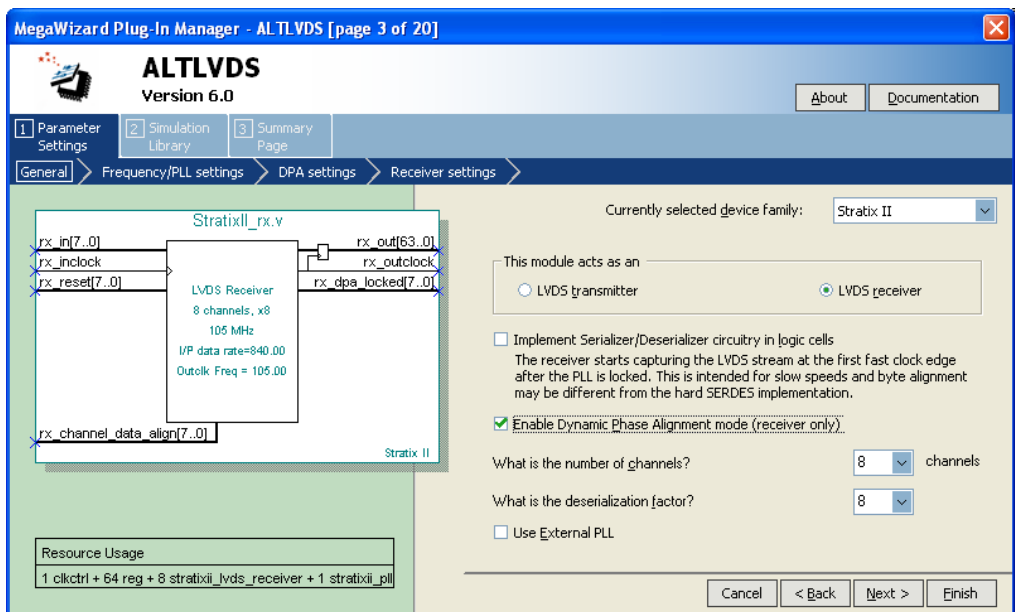 MegaWizard Plug-In Manager - ALTLVDS [page 3 of 20]
ALTLVDS
Version 6.0
About
Documentation
1 Parameter Settings
2 Simulation Library
3 Summary Page
General
Frequency/PLL settings
DPA settings
Receiver settings
StratixII_rx.v
rx_in[7..0]
rx_inclock
rx_reset[7..0]
rx_out[63..0]
rx_outclock
rx_dpa_locked[7..0]
LVDS Receiver
8 channels, x8
105 MHz
I/P data rate=840.00
Outclk Freq = 105.00
rx_channel_data_align[7..0]
Stratix II
Resource Usage
1 clkctrl + 64 reg + 8 stratixii_lvds_receiver + 1 stratixii_pll
Currently selected device family:
Stratix II
This module acts as an
LVDS transmitter
LVDS receiver
Implement Serializer/Deserializer circuitry in logic cells
The receiver starts capturing the LVDS stream at the first fast clock edge
after the PLL is locked. This is intended for slow speeds and byte alignment
may be different from the hard SERDES implementation.
Enable Dynamic Phase Alignment mode (receiver only)
What is the number of channels?
8
channels
What is the deserialization factor?
8
Use External PLL
Cancel
< Back
Next >
Finish